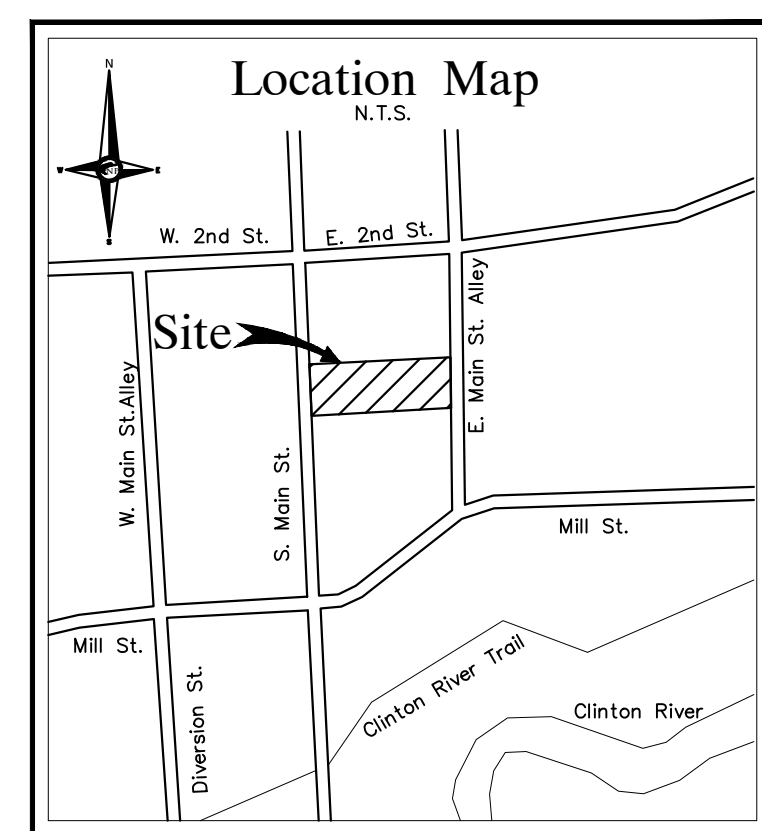 Location Map
N.T.S.
N
W
E
S
W. 2nd St.
E. 2nd St.
E. Main St. Alley
Site
W. Main St.Alley
S. Main St.
Mill St.
Mill St.
Diversion St.
Clinton River Trail
Clinton River